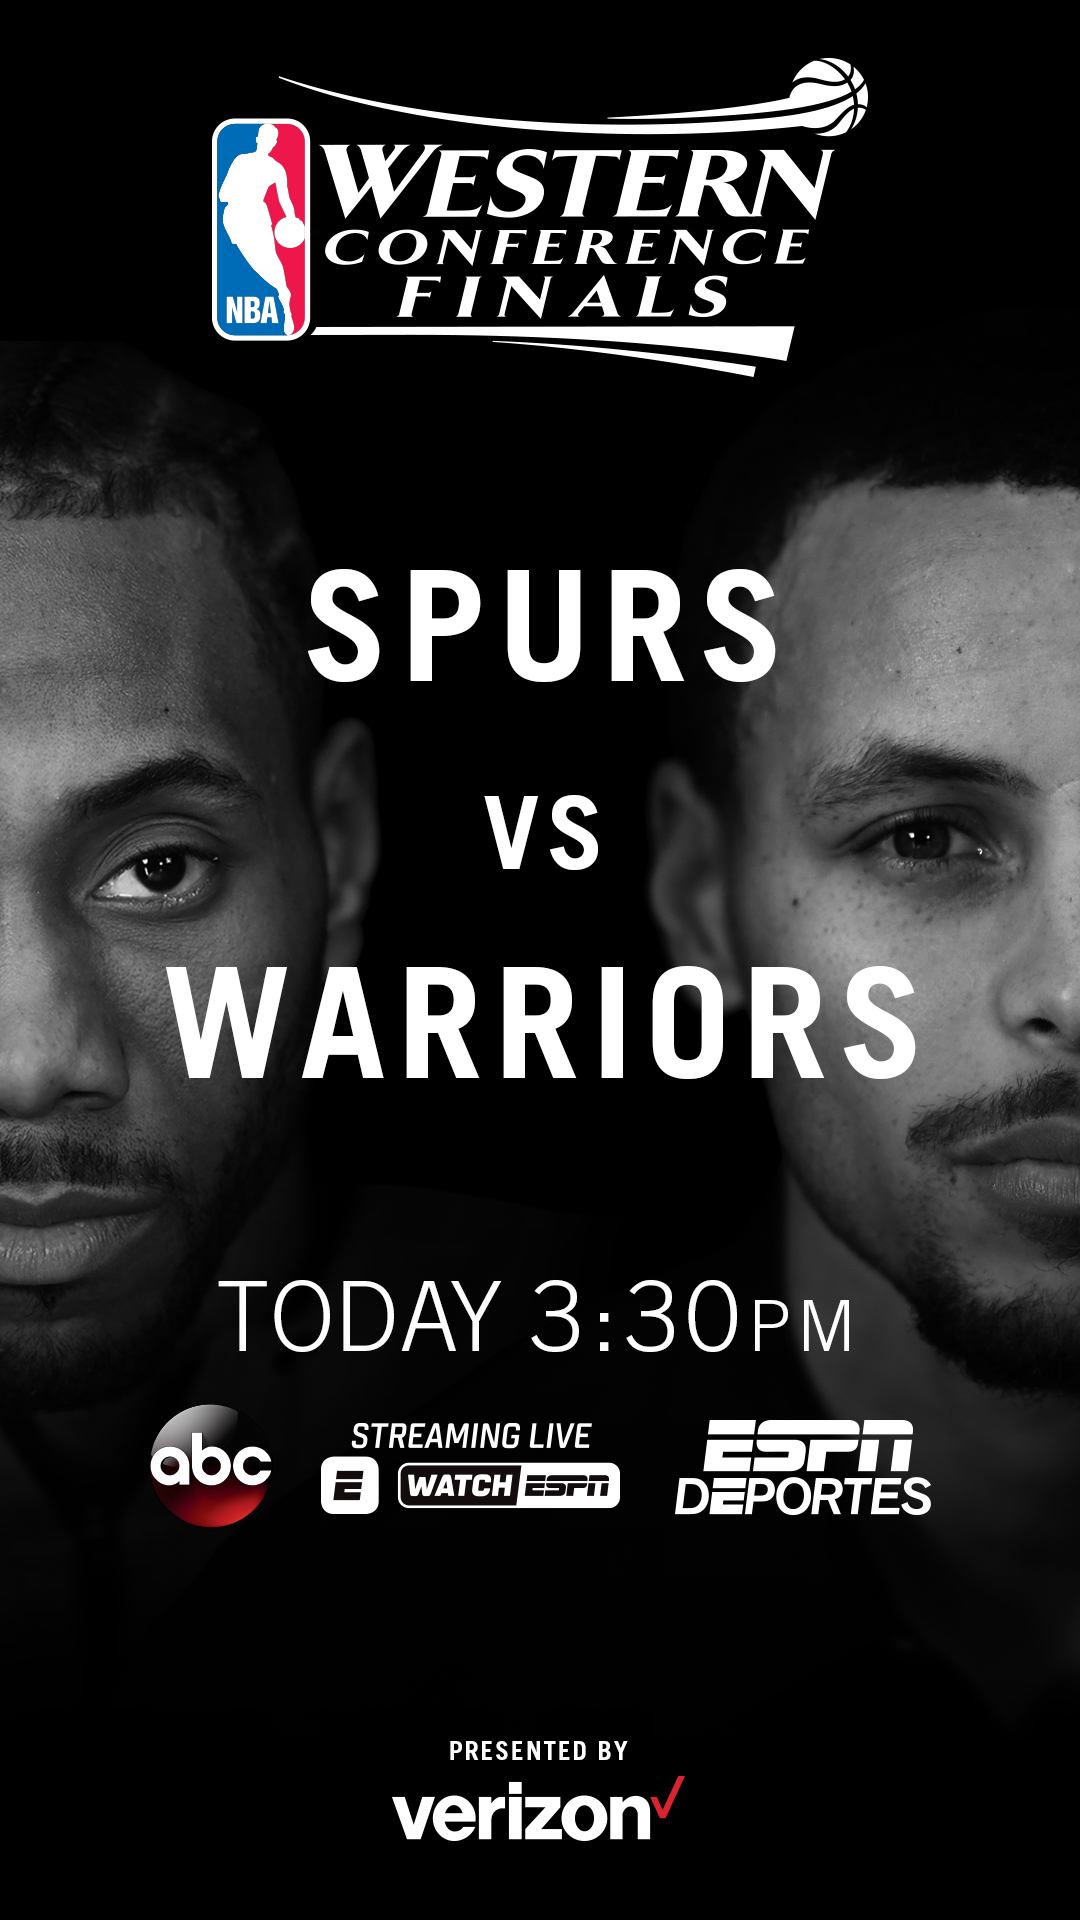 WESTERN
CONFERENCE
FINALS
NBA
SPURS
VS
WARRIORS
TODAY 3:30PM
abc
STREAMING LIVE
E WATCH ESPN
ESPN
DEPORTES
PRESENTED BY
verizon